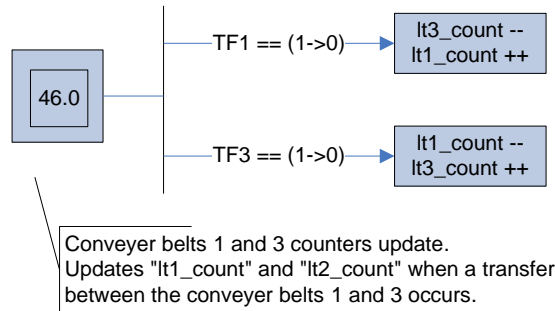 TF1 == (1->0)
lt3_count --
lt1_count ++
46.0
TF3 == (1->0)
lt1_count --
lt3_count ++
Conveyer belts 1 and 3 counters update.
Updates "lt1_count" and "lt2_count" when a transfer
between the conveyer belts 1 and 3 occurs.